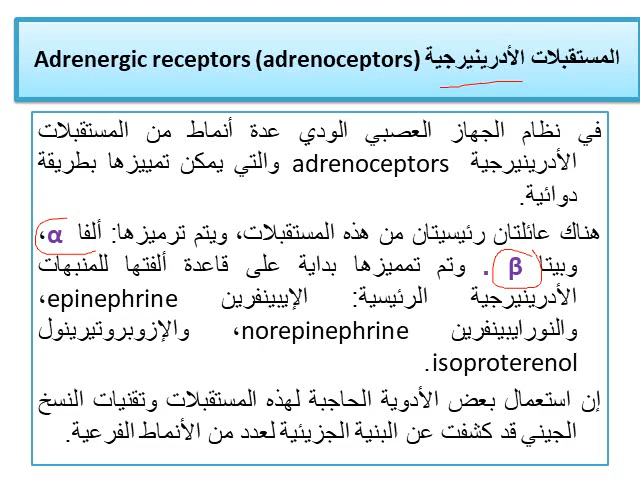 المستقبلات الأدرينيرجية Adrenergic receptors (adrenoceptors)
في نظام الجهاز العصبي الودي عدة أنماط من المستقبلات
الأدرينيرجية adrenoceptors والتي يمكن تمييزها بطريقة
دوائية.
هناك عائلتان رئيسيتان من هذه المستقبلات، ويتم ترميزها: ألفا α،
وبيتا β . وتم تمميزها بداية على قاعدة ألفتها للمنبهات
الأدرينيرجية الرئيسية: الإيبينفرين epinephrine،
والنورايبينفرين norepinephrine، والإزوبروتيرينول
isoproterenol.
إن استعمال بعض الأدوية الحاجبة لهذه المستقبلات وتقنيات النسخ
الجيني قد كشفت عن البنية الجزيئية لعدد من الأنماط الفرعية.